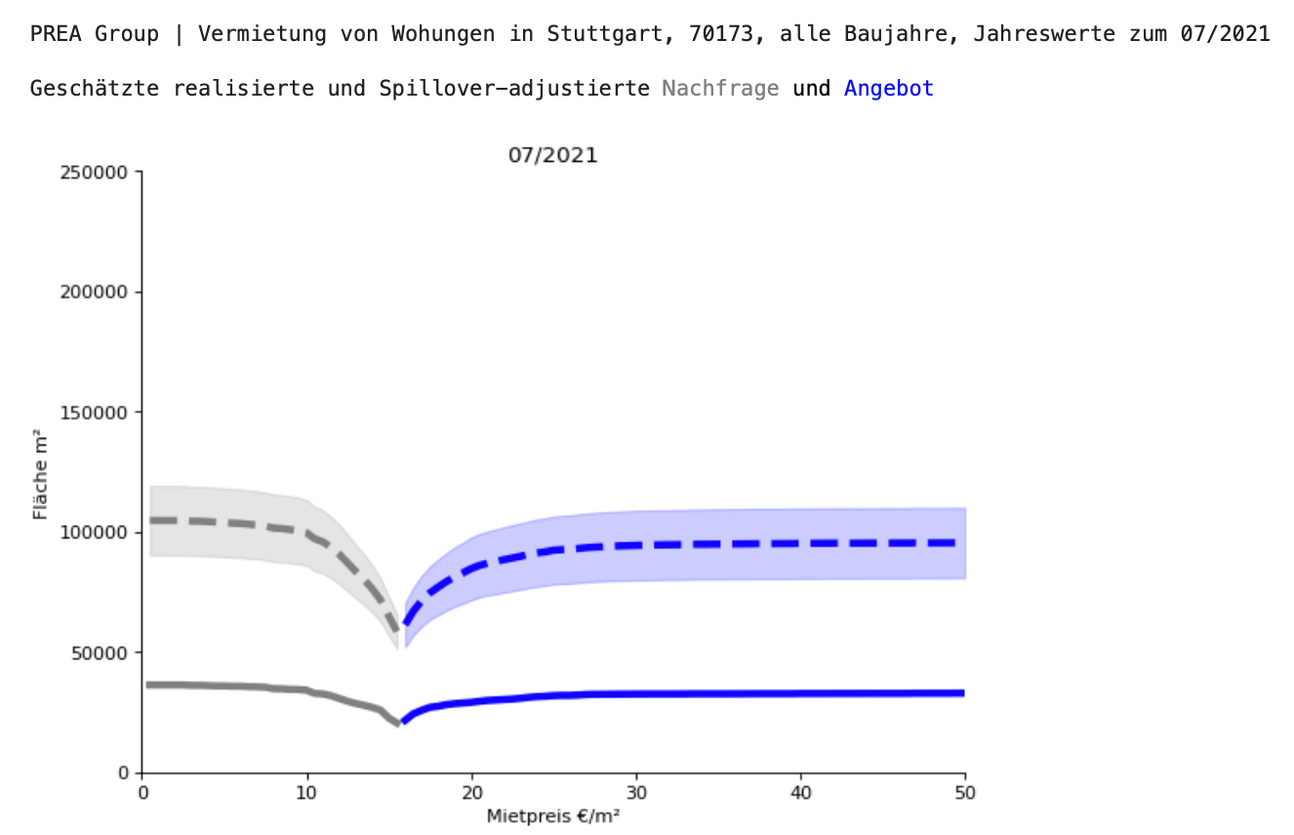 PREA Group | Vermietung von Wohungen in Stuttgart, 70173, alle Baujahre, Jahreswerte zum 07/2021
Geschätzte realisierte und Spillover-adjustierte Nachfrage und Angebot
07/2021
250000
200000
150000
100000
50000
0
Fläche m²
0 10 20 30 40 50
Mietpreis €/m²